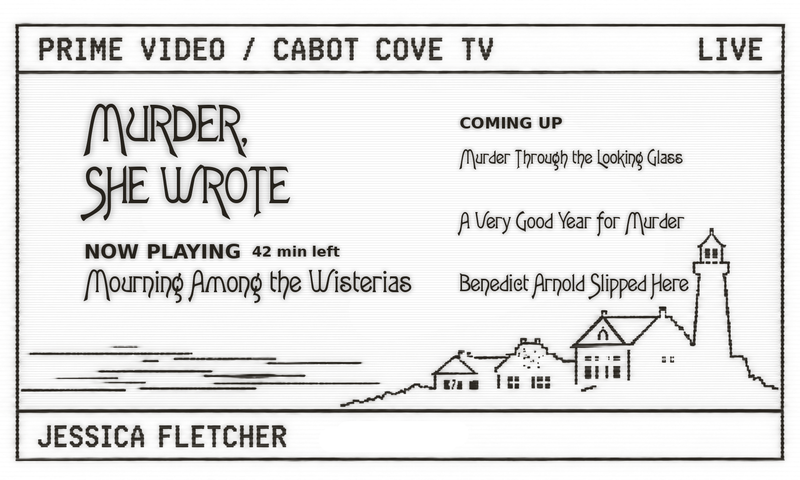 PRIME VIDEO / CABOT COVE TV
LIVE
MURDER,
SHE WROTE
NOW PLAYING 42 min left
Mourning Among the Wisterias
COMING UP
Murder Through the Looking Glass
A Very Good Year for Murder
Benedict Arnold Slipped Here
JESSICA FLETCHER